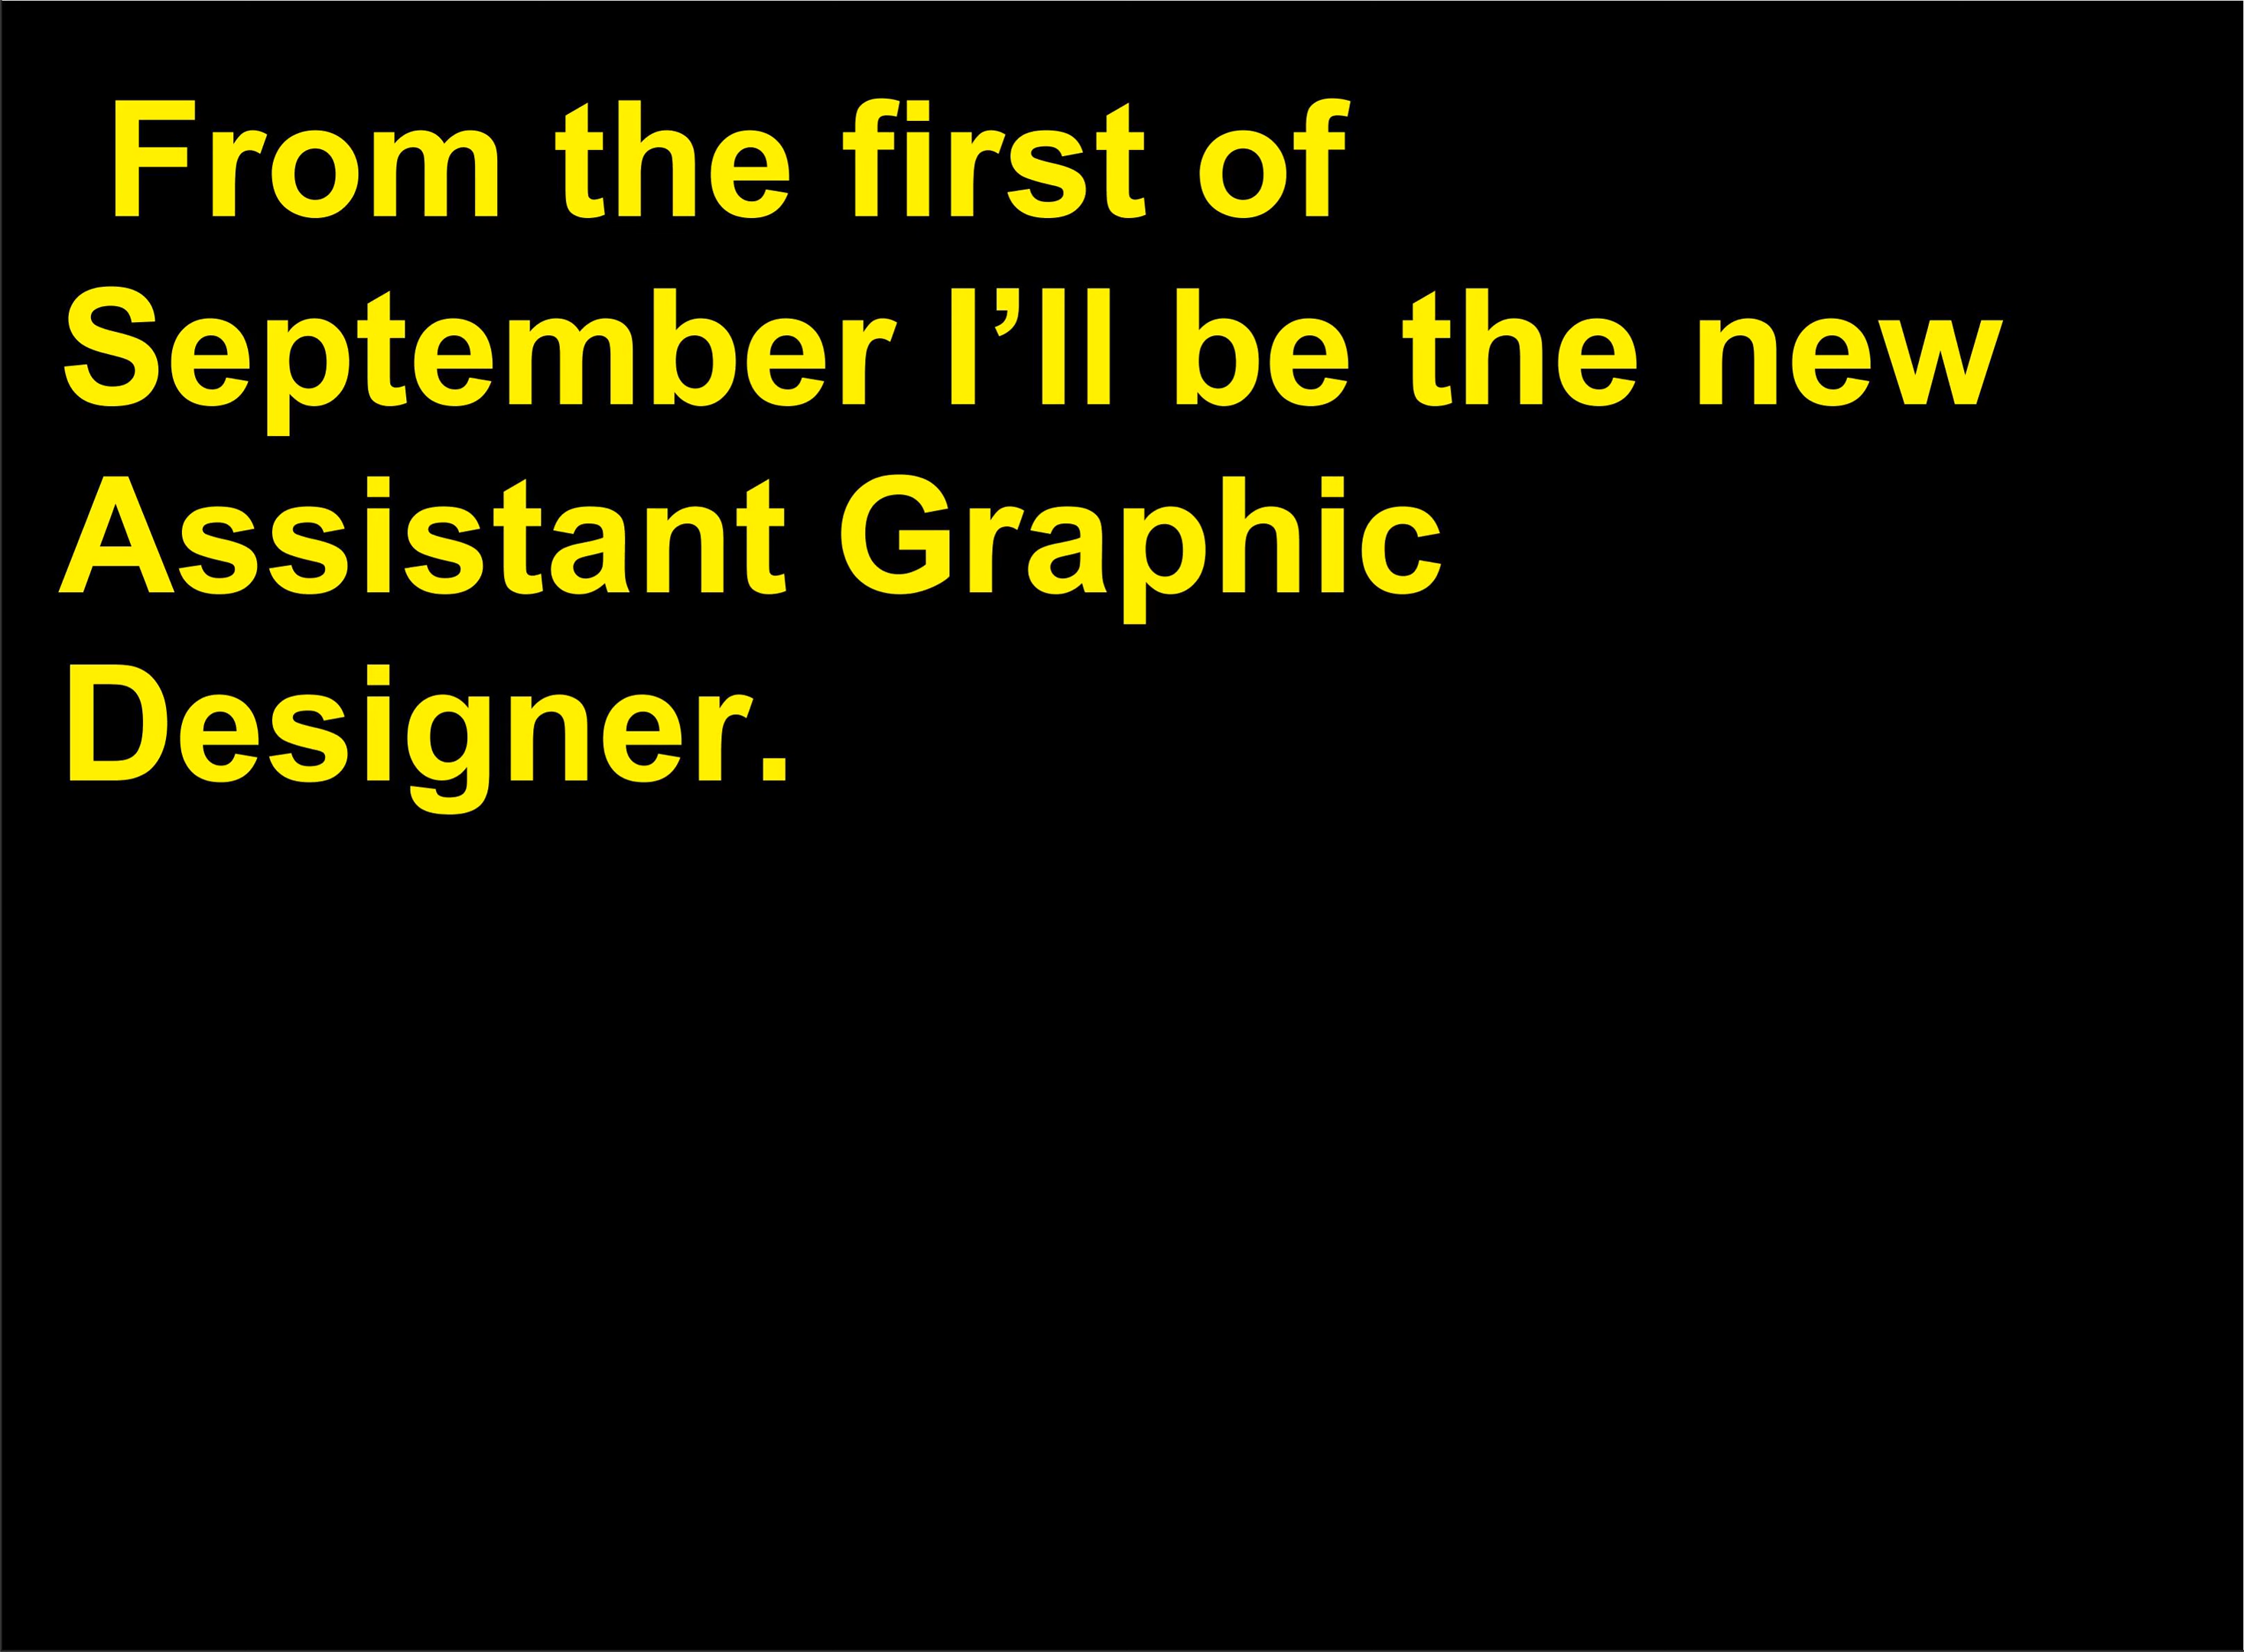 From the first of
September I’ll be the new
Assistant Graphic
Designer.